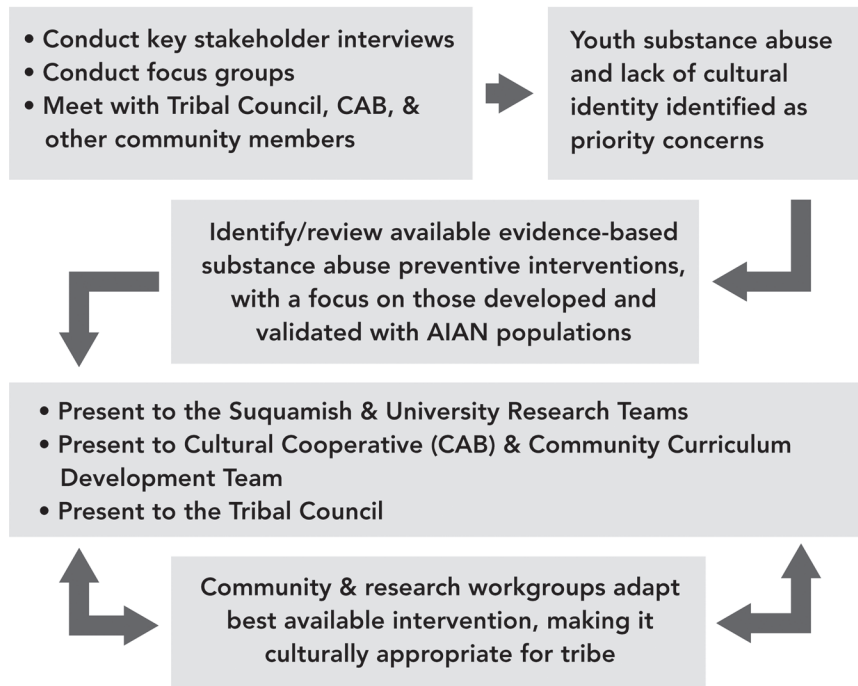 • Conduct key stakeholder interviews
• Conduct focus groups
• Meet with Tribal Council, CAB, &
other community members
Youth substance abuse
and lack of cultural
identity identified as
priority concerns
Identify/review available evidence-based
substance abuse preventive interventions,
with a focus on those developed and
validated with AIAN populations
• Present to the Suquamish & University Research Teams
• Present to Cultural Cooperative (CAB) & Community Curriculum
Development Team
• Present to the Tribal Council
Community & research workgroups adapt
best available intervention, making it
culturally appropriate for tribe